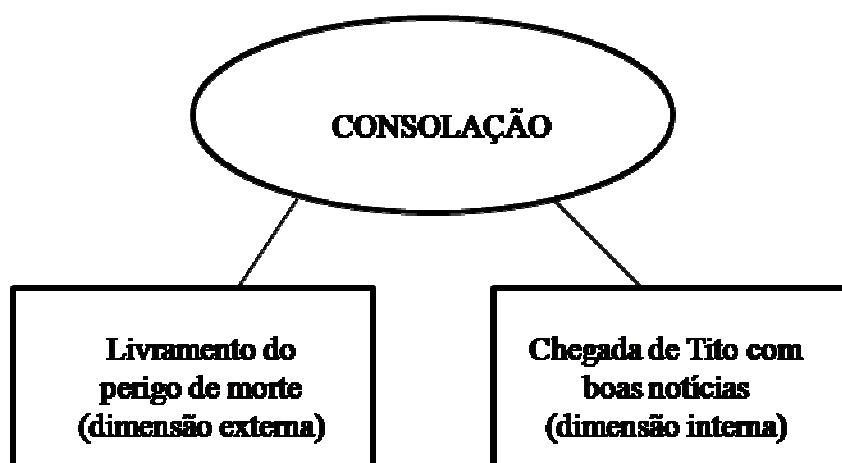 CONSOLAÇÃO
Livramento do
perigo de morte
(dimensão externa)
Chegada de Tito com
boas notícias
(dimensão interna)